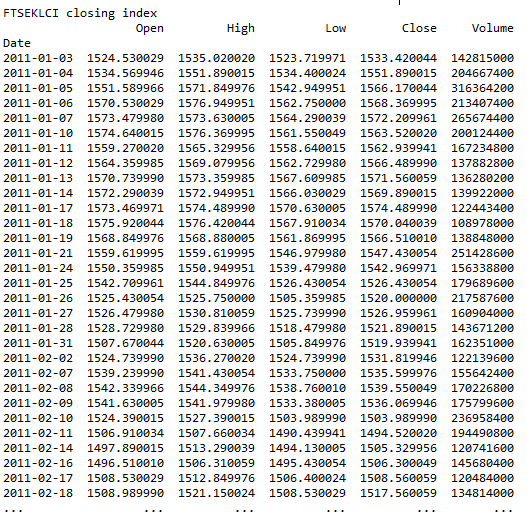 FTSEKLCI closing index
Open High Low Close Volume
Date
2011-01-03 1524.530029 1535.020020 1523.719971 1533.420044 142815000
2011-01-04 1534.569946 1551.890015 1534.400024 1551.890015 204667400
2011-01-05 1551.589966 1571.849976 1542.949951 1566.170044 316364200
2011-01-06 1570.530029 1576.949951 1562.750000 1568.369995 213407400
2011-01-07 1573.479980 1573.630005 1564.290039 1572.209961 265674400
2011-01-10 1574.640015 1576.369995 1561.550049 1563.520020 200124400
2011-01-11 1559.270020 1565.329956 1558.640015 1562.939941 167234800
2011-01-12 1564.359985 1569.079956 1562.729980 1566.489990 137882800
2011-01-13 1570.739990 1573.359985 1567.609985 1571.560059 136280200
2011-01-14 1572.290039 1572.949951 1566.030029 1569.890015 139922000
2011-01-17 1573.469971 1574.489990 1570.630005 1574.489990 122443400
2011-01-18 1575.920044 1576.420044 1567.910034 1570.040039 108978000
2011-01-19 1568.849976 1568.880005 1561.869995 1566.510010 138848000
2011-01-21 1559.619995 1559.619995 1546.979980 1547.430054 251428600
2011-01-24 1550.359985 1550.949951 1539.479980 1542.969971 156338800
2011-01-25 1542.709961 1544.849976 1526.430054 1526.430054 179689600
2011-01-26 1525.430054 1525.750000 1505.359985 1520.000000 217587600
2011-01-27 1526.479980 1530.810059 1525.739990 1526.959961 160904000
2011-01-28 1528.729980 1529.839966 1518.479980 1521.890015 143671200
2011-01-31 1507.670044 1520.630005 1505.849976 1519.939941 162351000
2011-02-02 1524.739990 1536.270020 1524.739990 1531.819946 122139600
2011-02-07 1539.239990 1541.430054 1533.750000 1535.599976 155642400
2011-02-08 1542.339966 1544.349976 1538.760010 1539.550049 170226800
2011-02-09 1541.630005 1541.979980 1533.380005 1536.069946 175799600
2011-02-10 1524.390015 1527.390015 1503.989990 1503.989990 236958400
2011-02-11 1506.910034 1507.660034 1490.439941 1494.520020 194490800
2011-02-14 1497.890015 1513.290039 1494.130005 1505.329956 120741600
2011-02-16 1496.510010 1506.310059 1495.430054 1506.300049 145680400
2011-02-17 1508.530029 1512.849976 1506.400024 1508.560059 120484000
2011-02-18 1508.989990 1521.150024 1508.530029 1517.560059 134814000
... ... ... ... ... ...